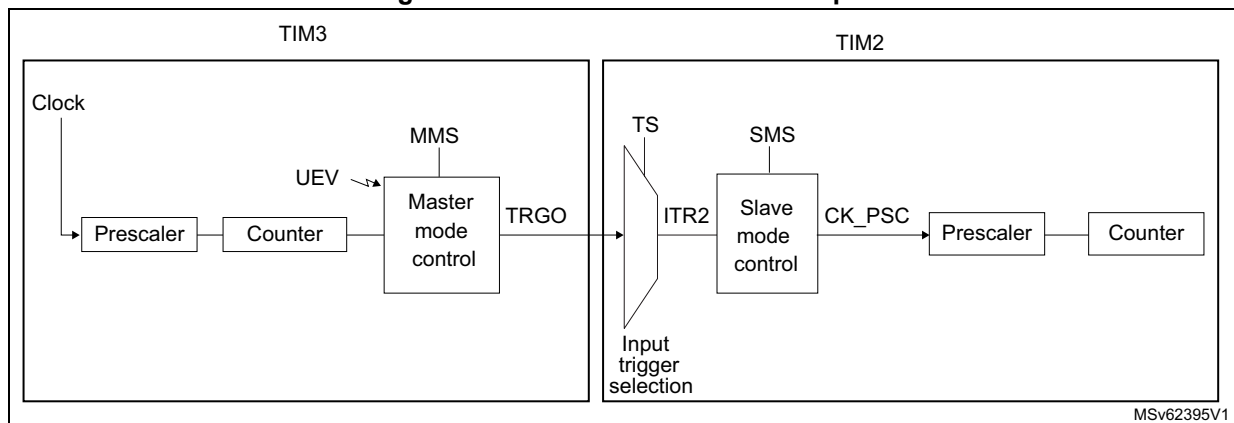 TIM3
TIM2
Clock
MMS
TS
SMS
UEV
Master
mode
control
TRGO
ITR2
Slave
mode
control
CK_PSC
Prescaler
Counter
Prescaler
Counter
Input
trigger
selection
MSv62395V1